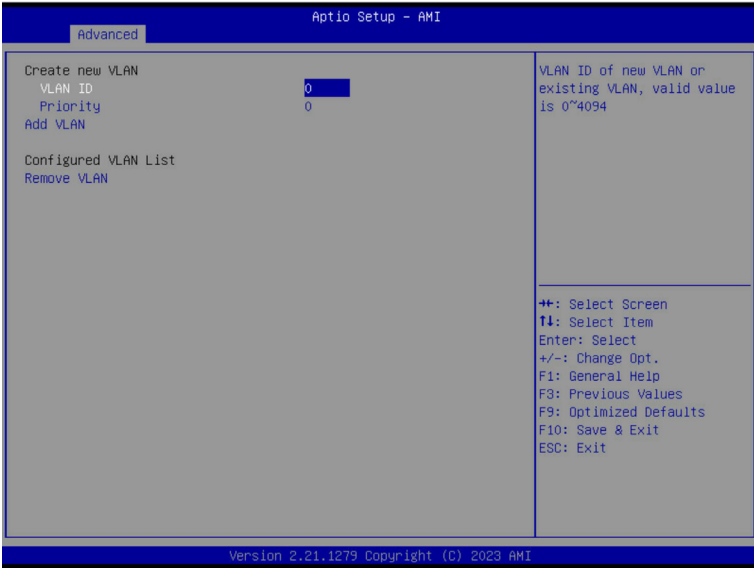 Aptio Setup – AMI
Advanced
Create new VLAN
VLAN ID 0
Priority 0
Add VLAN
Configured VLAN List
Remove VLAN
VLAN ID of new VLAN or
existing VLAN, valid value
is 0~4094
→←: Select Screen
↑↓: Select Item
Enter: Select
+/-: Change Opt.
F1: General Help
F3: Previous Values
F9: Optimized Defaults
F10: Save & Exit
ESC: Exit
Version 2.21.1279 Copyright (C) 2023 AMI